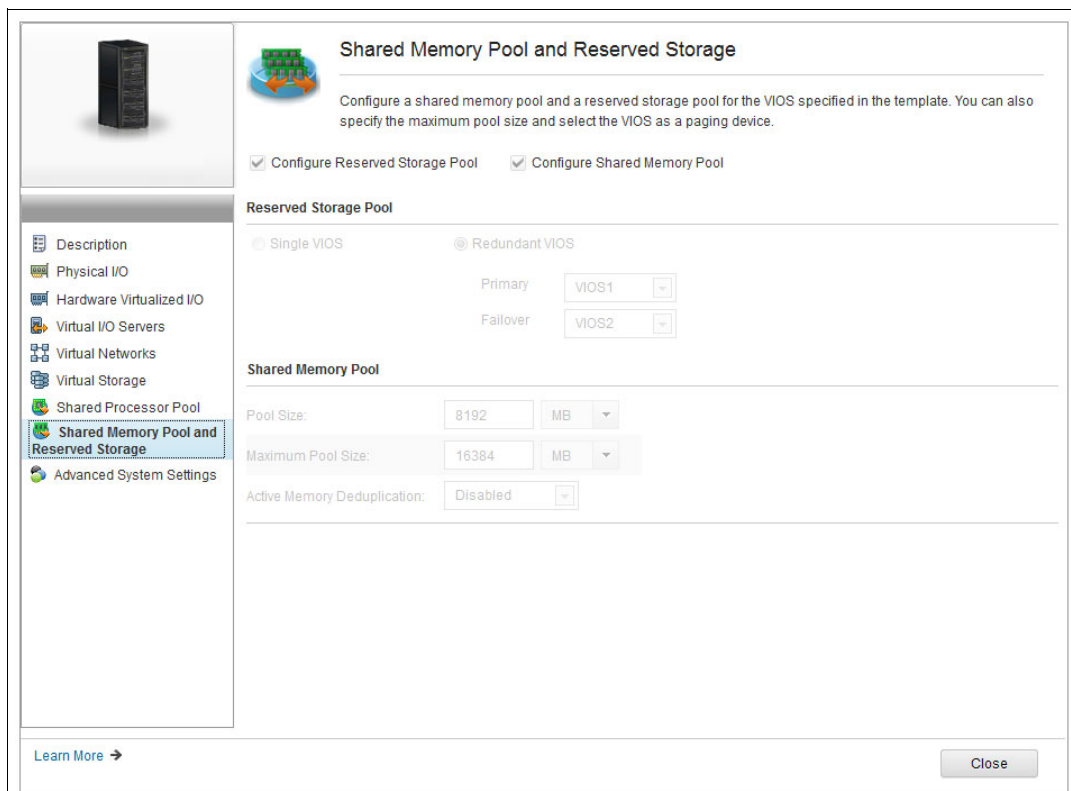 Shared Memory Pool and Reserved Storage
Configure a shared memory pool and a reserved storage pool for the VIOS specified in the template. You can also
specify the maximum pool size and select the VIOS as a paging device.
Configure Reserved Storage Pool Configure Shared Memory Pool
Description
Physical I/O
Hardware Virtualized I/O
Virtual I/O Servers
Virtual Networks
Virtual Storage
Shared Processor Pool
Shared Memory Pool and
Reserved Storage
Advanced System Settings
Reserved Storage Pool
Single VIOS Redundant VIOS
Primary VIOS1
Failover VIOS2
Shared Memory Pool
Pool Size: 8192 MB
Maximum Pool Size: 16384 MB
Active Memory Deduplication: Disabled
Learn More
Close